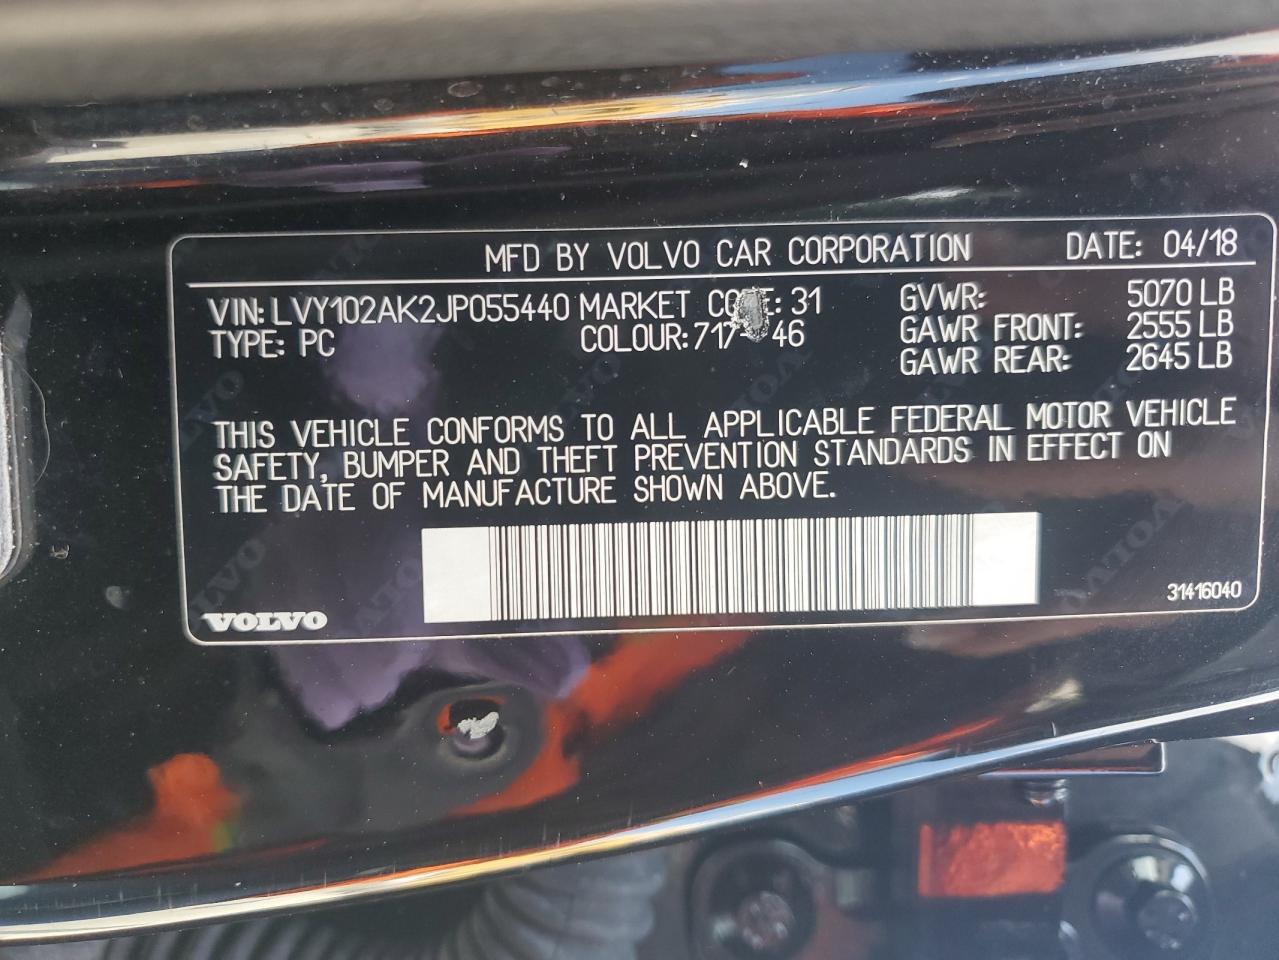 MFD BY VOLVO CAR CORPORATION DATE: 04/18
VIN: LVY102AK2JP055440 MARKET CODE: 31 GVWR: 5070 LB
TYPE: PC COLOUR: 717 46 GAWR FRONT: 2555 LB
GAWR REAR: 2645 LB
THIS VEHICLE CONFORMS TO ALL APPLICABLE FEDERAL MOTOR VEHICLE
SAFETY, BUMPER AND THEFT PREVENTION STANDARDS IN EFFECT ON
THE DATE OF MANUFACTURE SHOWN ABOVE.
VOLVO 31416040